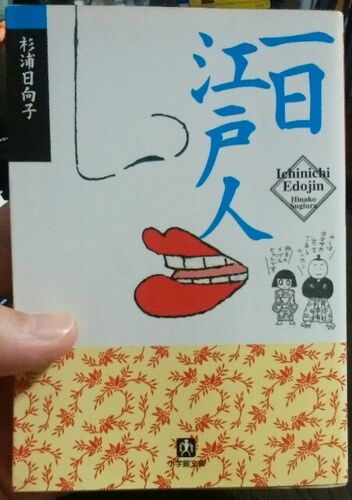 杉浦日向子
一日
江戸人
Ichinichi
Edojin
Hinako
Sugiura
小学館文庫